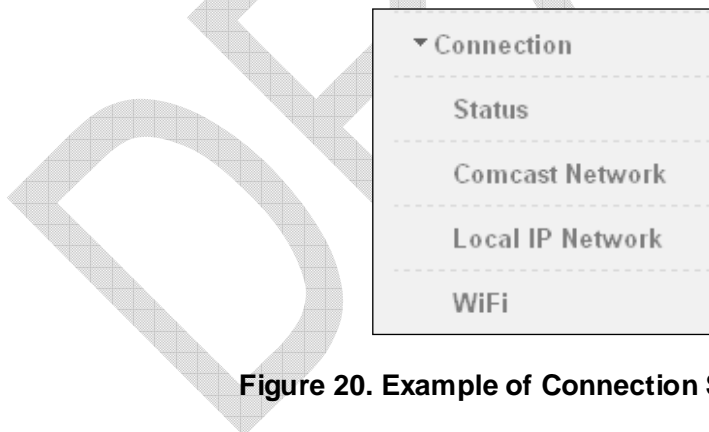 Connection
Status
Comcast Network
Local IP Network
WiFi
Figure 20. Example of Connection